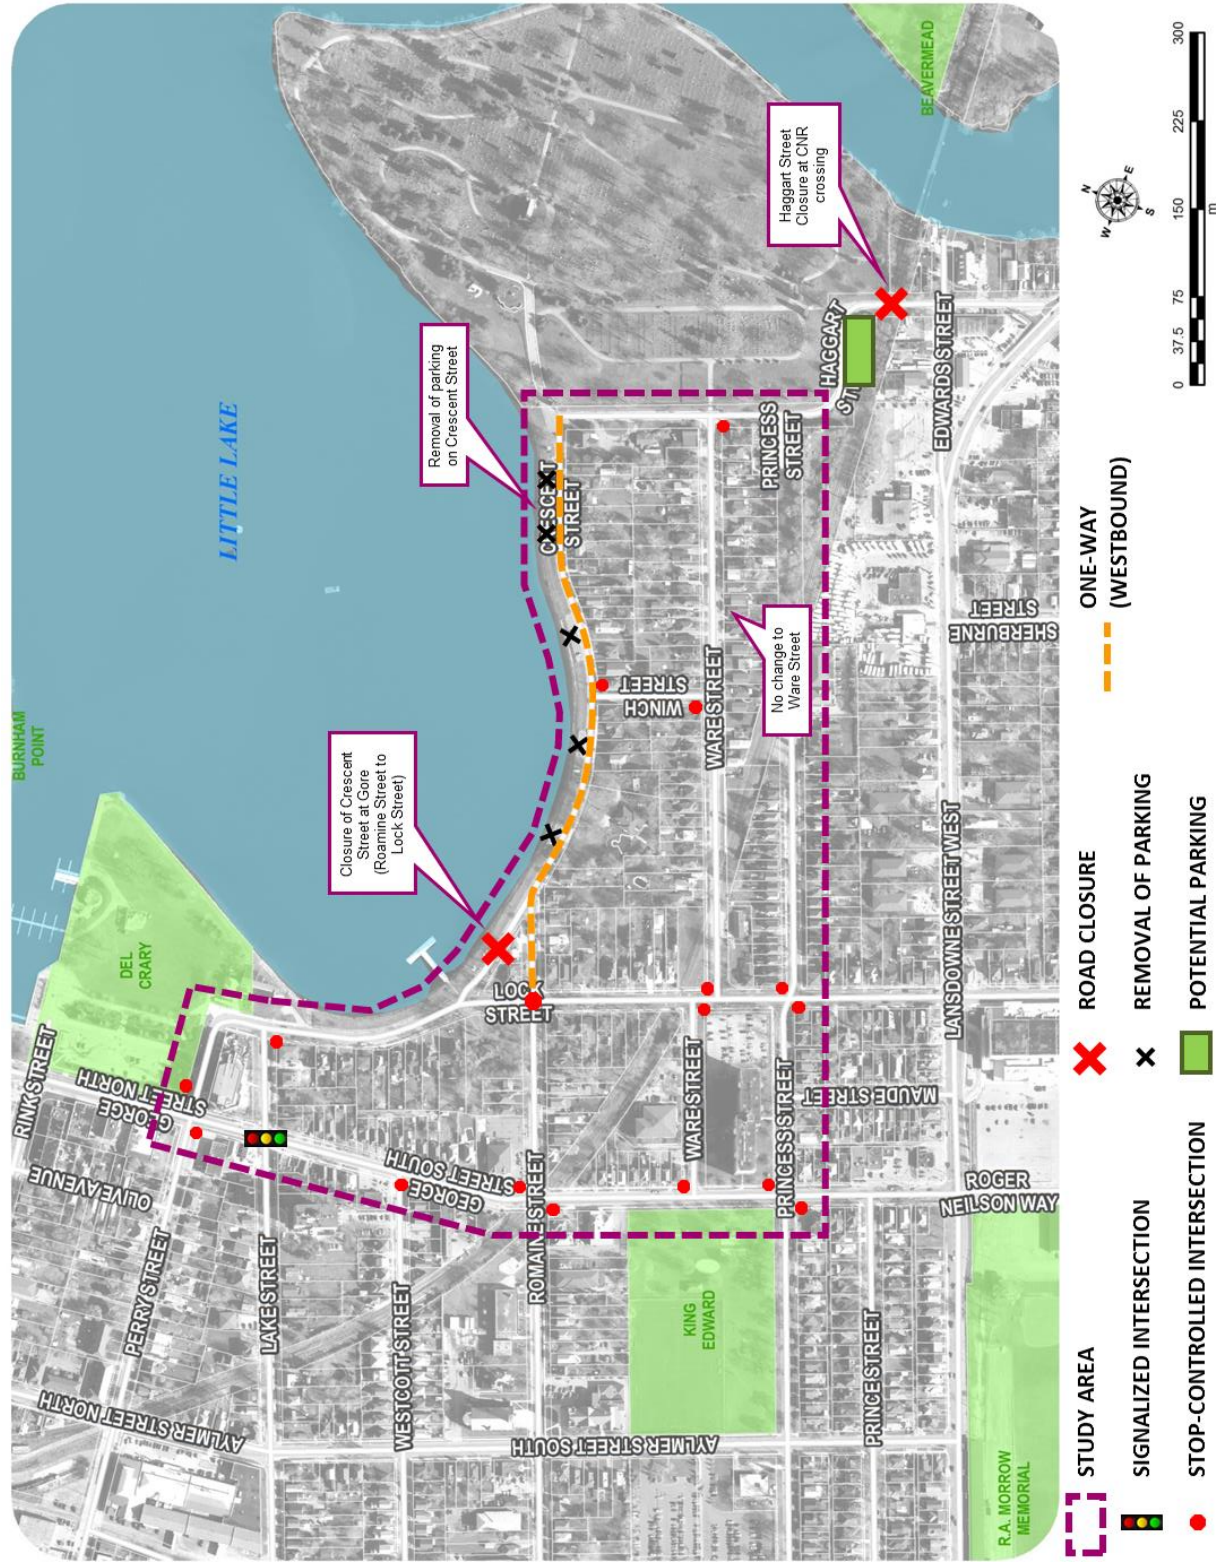 BURNHAM
POINT
LITTLE LAKE
BEAVERMEAD
DEL
CRARY
Closure of Crescent
Street at Gore
(Roamine Street to
Lock Street)
Removal of parking
on Crescent Street
Haggart Street
Closure at CNR
crossing
No change to
Ware Street
RINK STREET
GEORGE
STREET NORTH
OLIVE AVENUE
PERRY STREET
LAKE STREET
AYLMER STREET NORTH
WESTCOTT STREET
GEORGE
STREET SOUTH
ROMAINE STREET
AYLMER STREET SOUTH
LOCK
STREET
CRESCENT
STREET
WINCH
STREET
WARE STREET
WARE STREET
PRINCESS
STREET
PRINCESS STREET
HAGGART
EDWARDS STREET
SHERBURNE
STREET
LANSDOWNE STREET WEST
MAUDE STREET
ROGER
NEILSON WAY
PRINCE STREET
KING
EDWARD
R.A. MORROW
MEMORIAL
STUDY AREA
SIGNALIZED INTERSECTION
STOP-CONTROLLED INTERSECTION
ROAD CLOSURE
REMOVAL OF PARKING
POTENTIAL PARKING
ONE-WAY
(WESTBOUND)
N
E
S
W
0 37.5 75 150 225 300
m